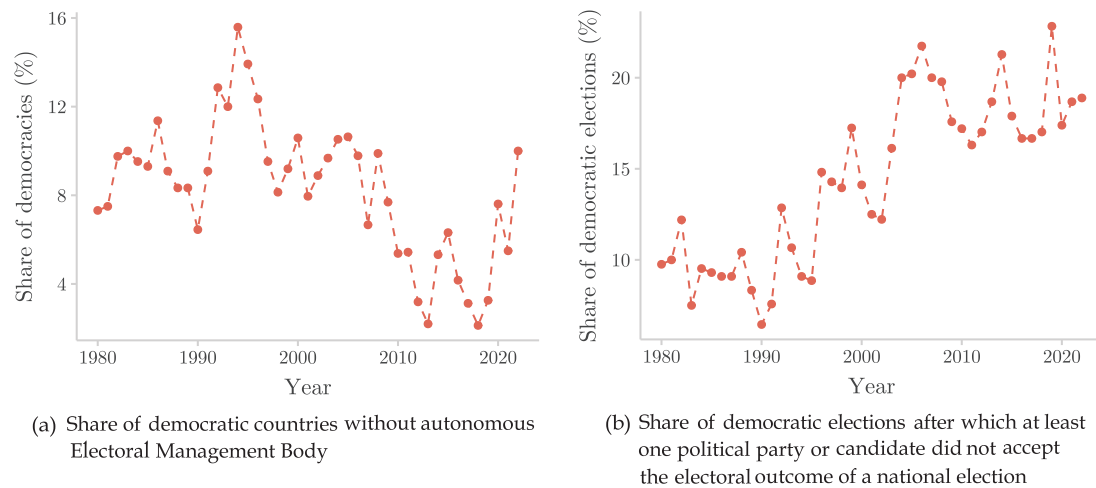 Share of democracies (%)
16
12
8
4
1980
1990
2000
2010
2020
Year
(a) Share of democratic countries without autonomous
Electoral Management Body
Share of democratic elections (%)
20
15
10
1980
1990
2000
2010
2020
Year
(b) Share of democratic elections after which at least
one political party or candidate did not accept
the electoral outcome of a national election